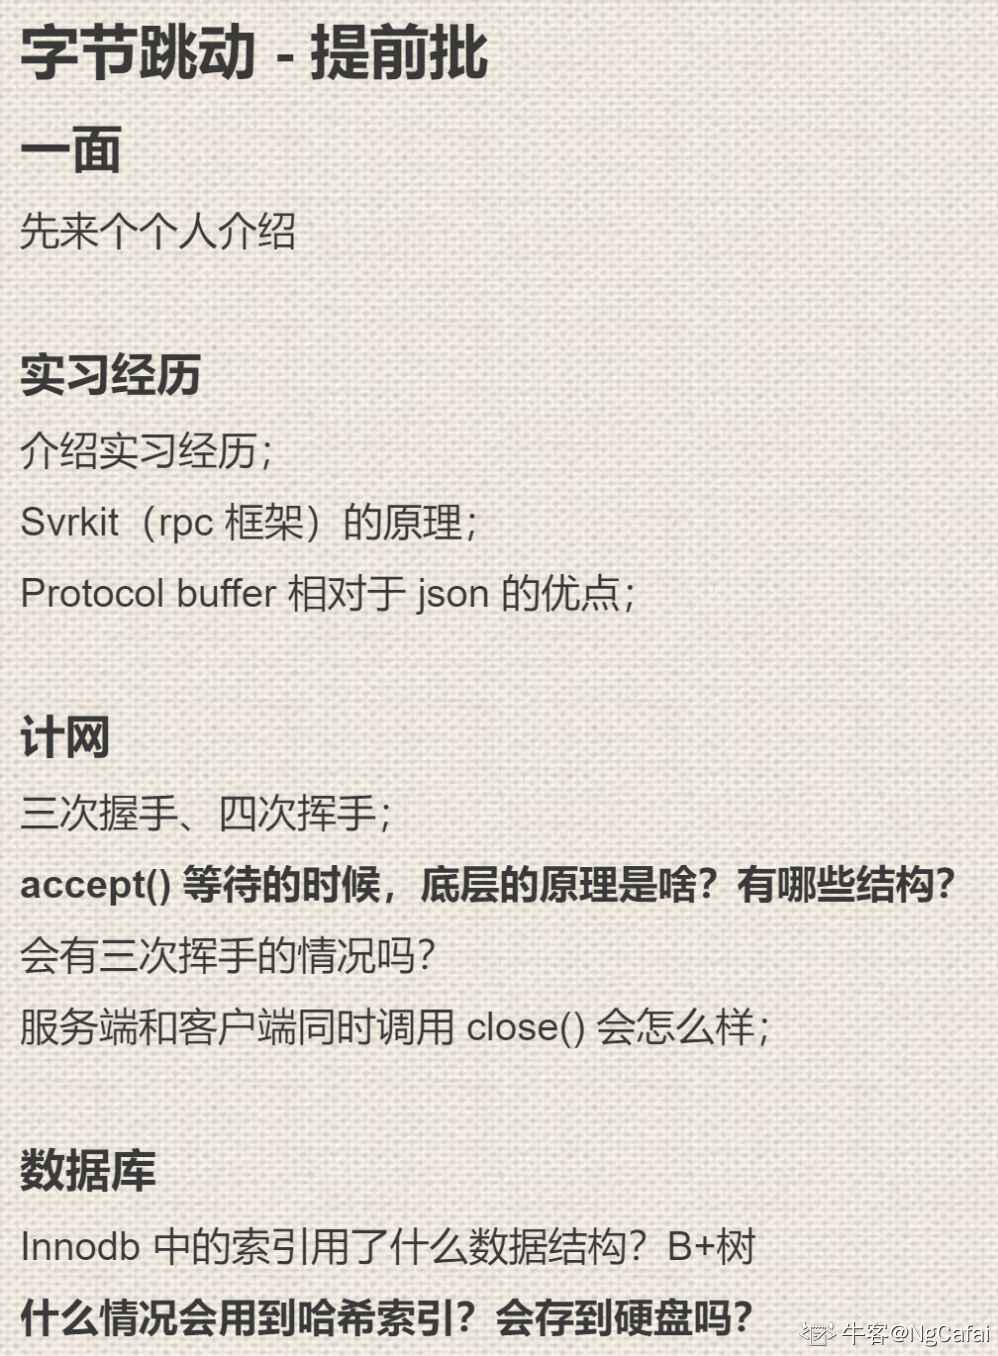 字节跳动 - 提前批
一面
先来个个人介绍
实习经历
介绍实习经历；
Svrkit（rpc 框架）的原理；
Protocol buffer 相对于 json 的优点；
计网
三次握手、四次挥手；
accept() 等待的时候，底层的原理是啥？有哪些结构？
会有三次挥手的情况吗？
服务端和客户端同时调用 close() 会怎么样；
数据库
Innodb 中的索引用了什么数据结构？B+树
什么情况会用到哈希索引？会存到硬盘吗？
牛客@NgCafai